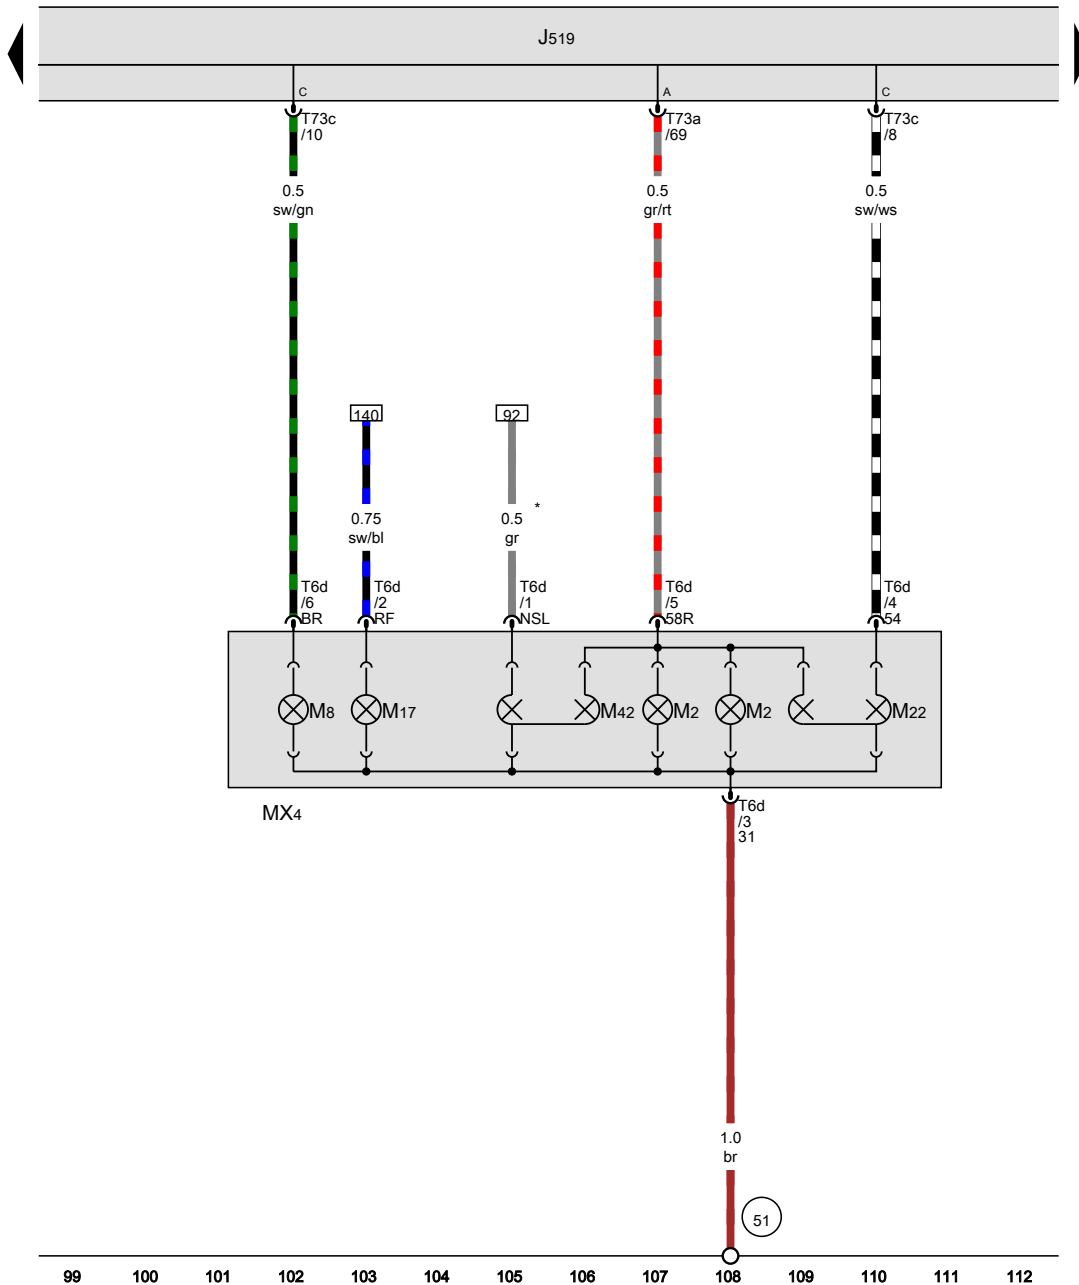 J519
C
A
C
T73c
/10
T73a
/69
T73c
/8
0.5
sw/gn
0.5
gr/rt
0.5
sw/ws
140
92
0.75
sw/bl
0.5
gr
*
T6d
/6
BR
T6d
/2
RF
T6d
/1
NSL
T6d
/5
58R
T6d
/4
54
M8
M17
M42
M2
M2
M22
MX4
T6d
/3
31
1.0
br
51
99 100 101 102 103 104 105 106 107 108 109 110 111 112